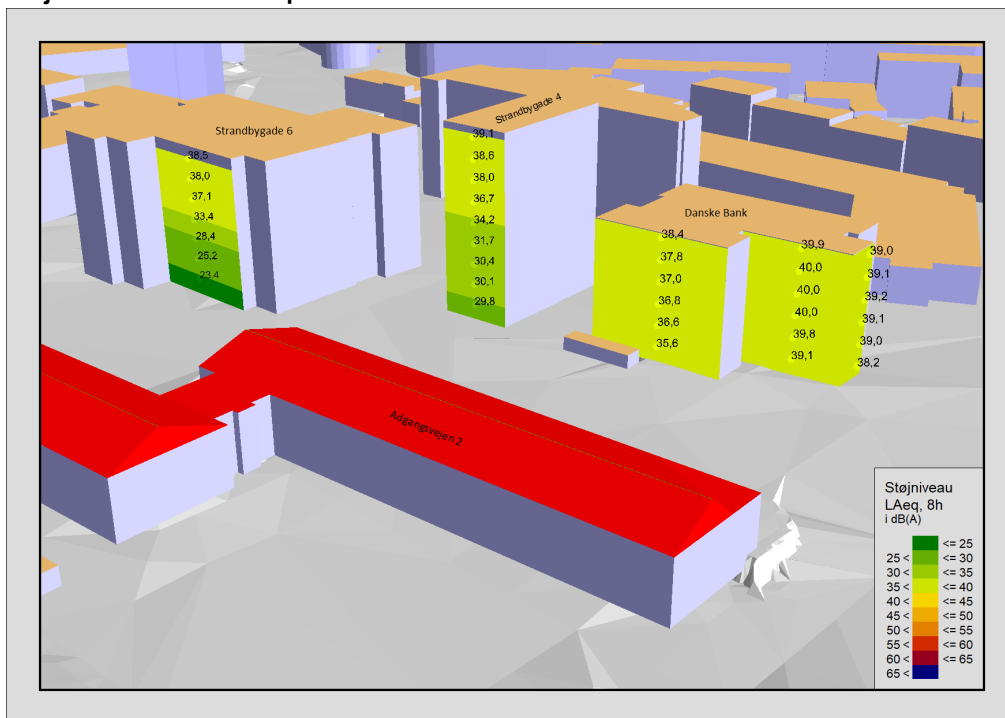 Strandbygade 6
38,5
38,0
37,1
33,4
28,4
25,2
23,4
Strandbygade 4
39,1
38,6
38,0
36,7
34,2
31,7
30,4
30,1
29,8
Danske Bank
38,4
37,8
37,0
36,8
36,6
35,6
39,9
40,0
40,0
40,0
39,8
39,1
39,0
39,1
39,2
39,1
39,0
38,2
Adgangsvejen 2
Støjniveau
LAeq, 8h
i dB(A)
<= 25
25 < <= 30
30 < <= 35
35 < <= 40
40 < <= 45
45 < <= 50
50 < <= 55
55 < <= 60
60 < <= 65
65 <